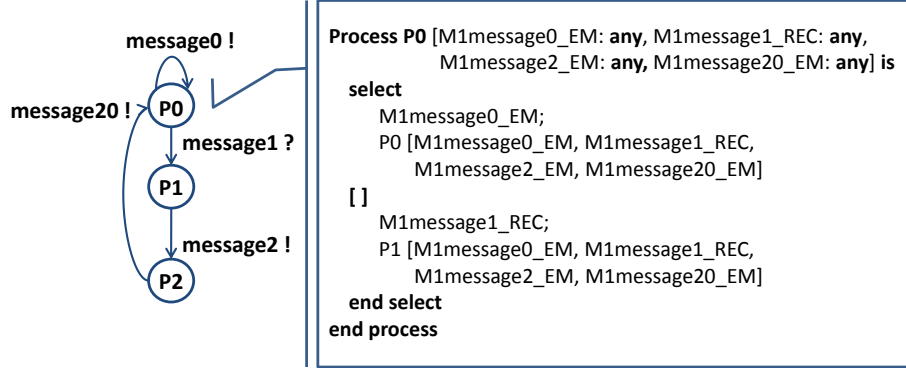 message0 !
message20 !
P0
message1 ?
P1
message2 !
P2
Process P0 [M1message0_EM: any, M1message1_REC: any,
M1message2_EM: any, M1message20_EM: any] is
select
M1message0_EM;
P0 [M1message0_EM, M1message1_REC,
M1message2_EM, M1message20_EM]
[ ]
M1message1_REC;
P1 [M1message0_EM, M1message1_REC,
M1message2_EM, M1message20_EM]
end select
end process